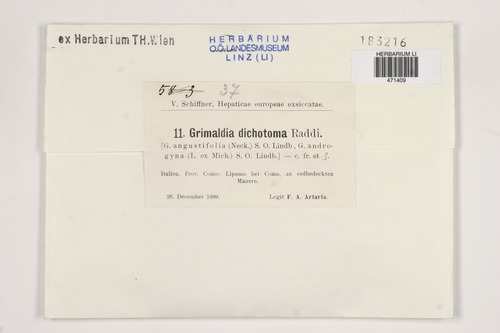 ex Herbarium TH.Wien
HERBARIUM
O.Ö. LANDESMUSEUM
LINZ (LI)
183216
HERBARIUM LI
471409
58-3 37
V. Schiffner, Hepaticae europeae exsiccatae.
11. Grimaldia dichotoma Raddi.
[G. angustifolia (Neck.) S. O. Lindb., G. andro-
gyna (L. ex Mich.) S. O. Lindb.] — c. fr. et ♂.
Italien, Prov. Como: Lipomo bei Como, an erdbedeckten
Mauern.
26. December 1899. Legit F. A. Artaria.